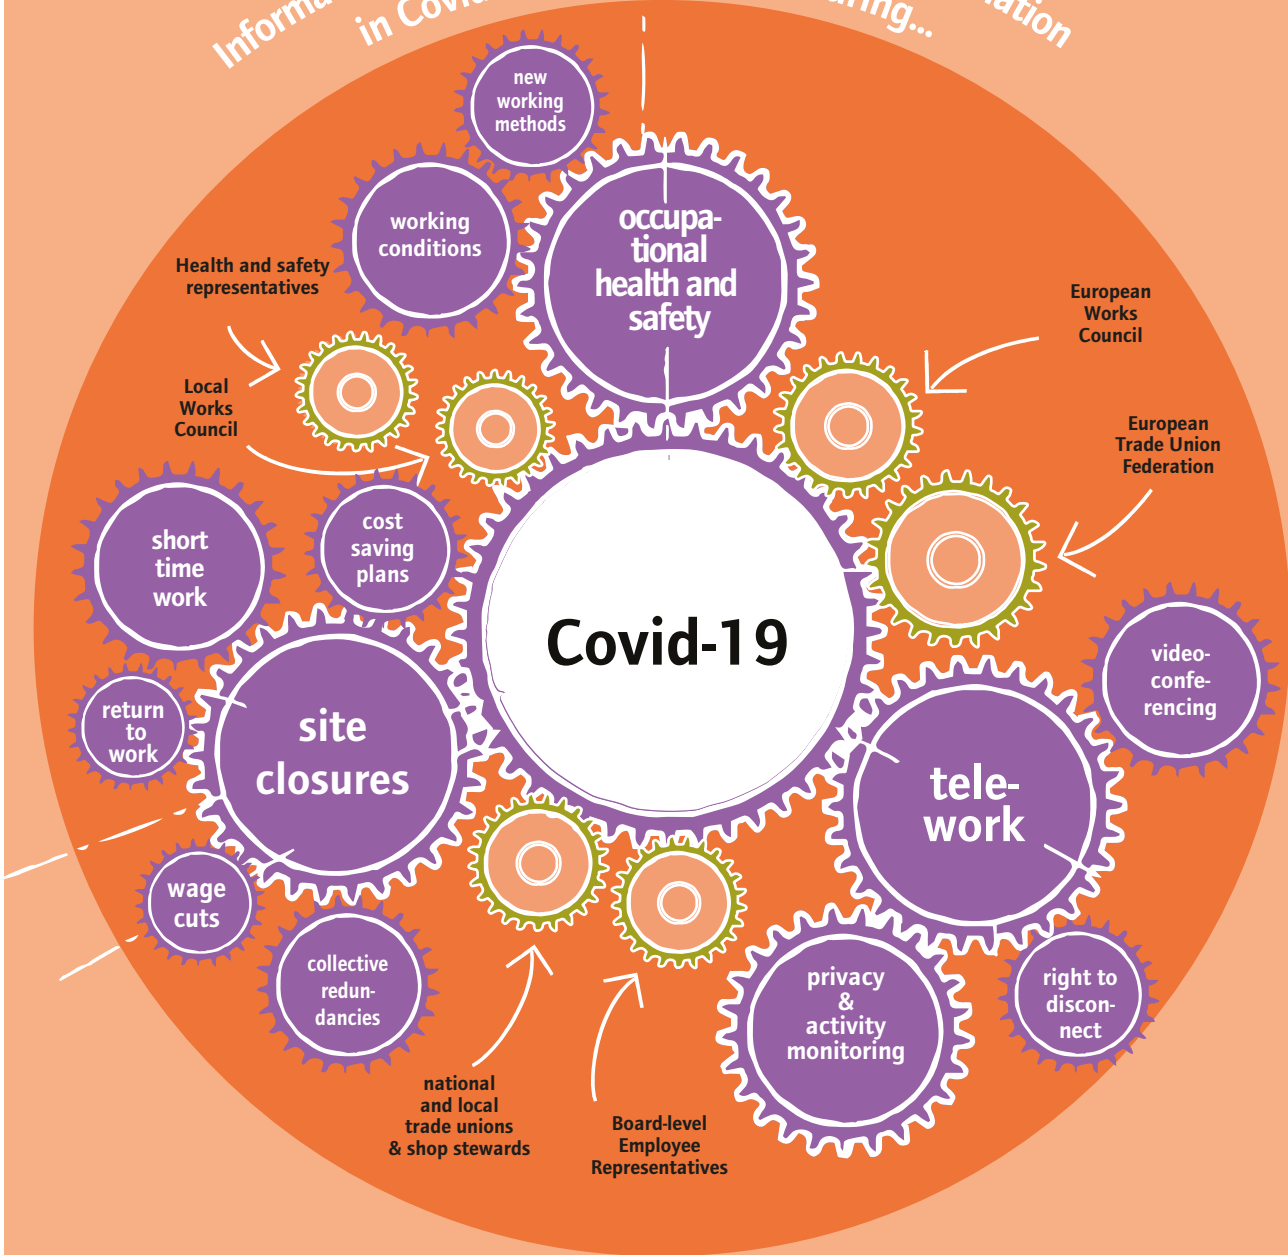 in
new
working
methods
working
conditions
occupa-
tional
health and
safety
Health and safety
representatives
European
Works
Council
Local
Works
Council
European
Trade Union
Federation
short
time
work
cost
saving
plans
Covid-19
video-
confe-
rencing
return
to
work
site
closures
tele-
work
wage
cuts
collective
redun-
dancies
privacy
&
activity
monitoring
right to
discon-
nect
national
and local
trade unions
& shop stewards
Board-level
Employee
Representatives